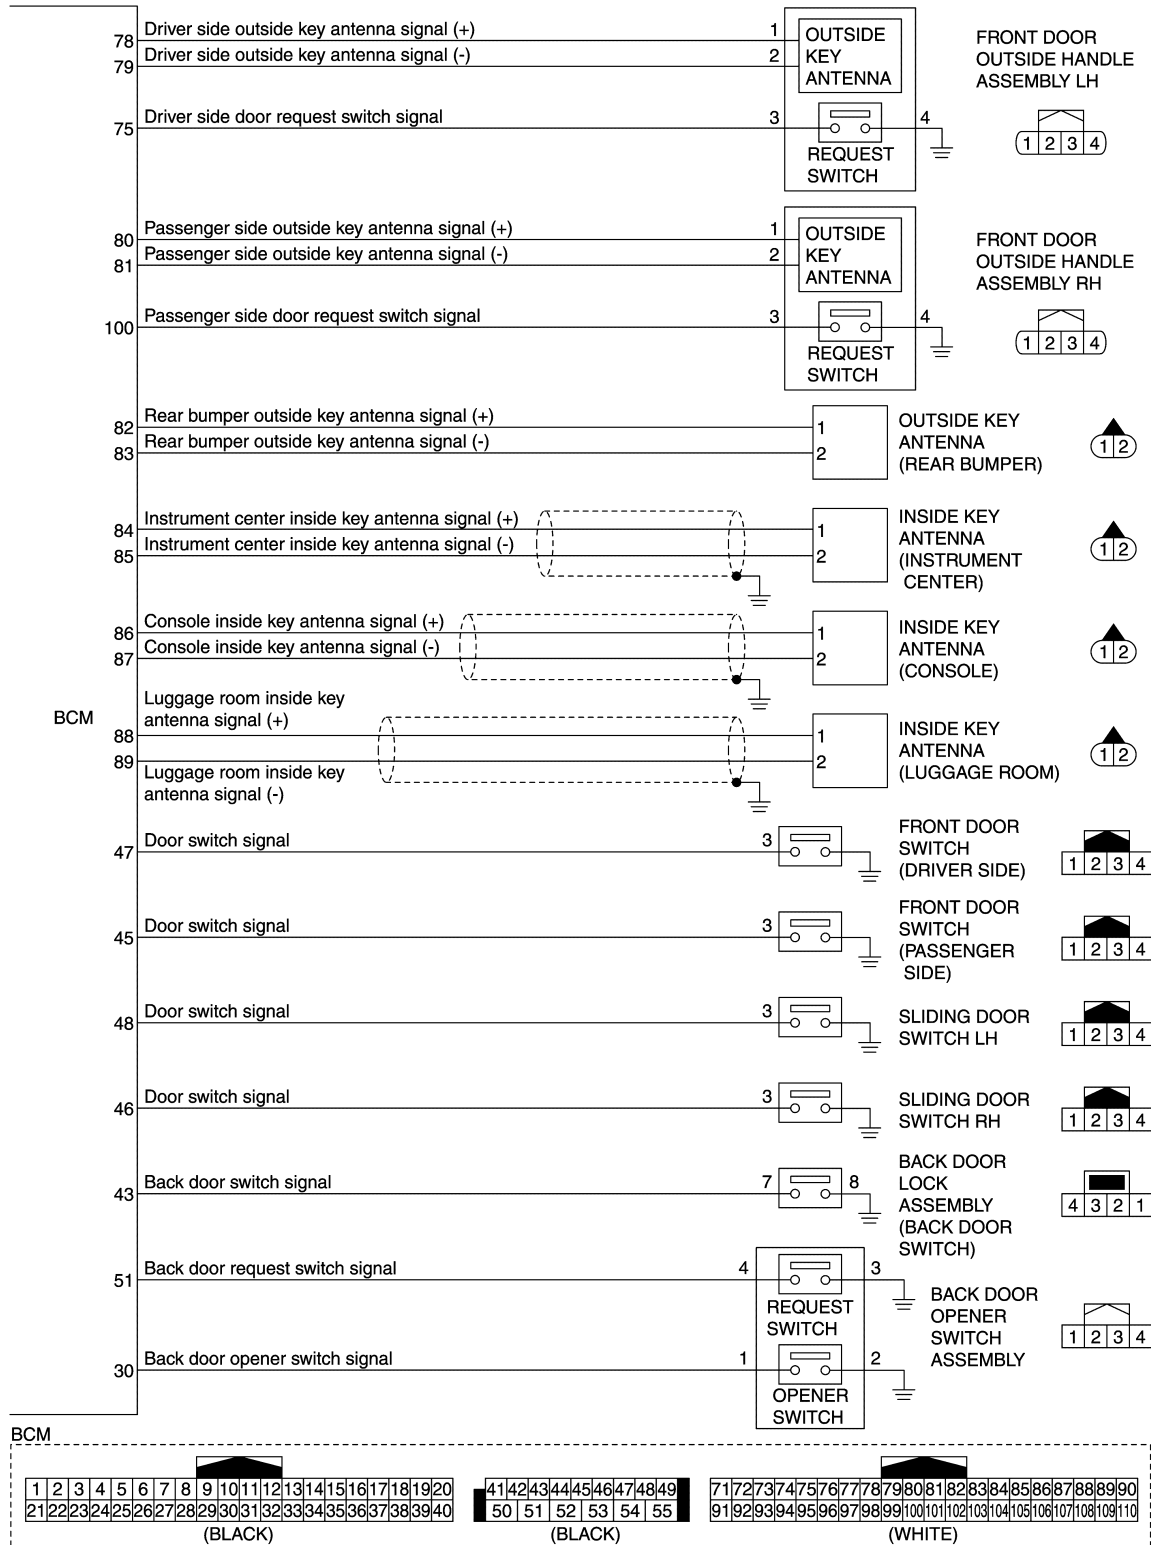 78 Driver side outside key antenna signal (+) 1
79 Driver side outside key antenna signal (-) 2
OUTSIDE
KEY
ANTENNA
75 Driver side door request switch signal 3 4
REQUEST
SWITCH
FRONT DOOR
OUTSIDE HANDLE
ASSEMBLY LH
1 2 3 4
80 Passenger side outside key antenna signal (+) 1
81 Passenger side outside key antenna signal (-) 2
OUTSIDE
KEY
ANTENNA
100 Passenger side door request switch signal 3 4
REQUEST
SWITCH
FRONT DOOR
OUTSIDE HANDLE
ASSEMBLY RH
1 2 3 4
82 Rear bumper outside key antenna signal (+) 1
83 Rear bumper outside key antenna signal (-) 2
OUTSIDE KEY
ANTENNA
(REAR BUMPER)
1 2
84 Instrument center inside key antenna signal (+) 1
85 Instrument center inside key antenna signal (-) 2
INSIDE KEY
ANTENNA
(INSTRUMENT
CENTER)
1 2
86 Console inside key antenna signal (+) 1
87 Console inside key antenna signal (-) 2
INSIDE KEY
ANTENNA
(CONSOLE)
1 2
BCM
Luggage room inside key
antenna signal (+)
88 1
89 2
Luggage room inside key
antenna signal (-)
INSIDE KEY
ANTENNA
(LUGGAGE ROOM)
1 2
47 Door switch signal 3
FRONT DOOR
SWITCH
(DRIVER SIDE)
1 2 3 4
45 Door switch signal 3
FRONT DOOR
SWITCH
(PASSENGER
SIDE)
1 2 3 4
48 Door switch signal 3
SLIDING DOOR
SWITCH LH
1 2 3 4
46 Door switch signal 3
SLIDING DOOR
SWITCH RH
1 2 3 4
43 Back door switch signal 7 8
BACK DOOR
LOCK
ASSEMBLY
(BACK DOOR
SWITCH)
4 3 2 1
51 Back door request switch signal 4 3
REQUEST
SWITCH
30 Back door opener switch signal 1 2
OPENER
SWITCH
BACK DOOR
OPENER
SWITCH
ASSEMBLY
1 2 3 4
BCM
1 2 3 4 5 6 7 8 9 10 11 12 13 14 15 16 17 18 19 20
21 22 23 24 25 26 27 28 29 30 31 32 33 34 35 36 37 38 39 40
(BLACK)
41 42 43 44 45 46 47 48 49
50 51 52 53 54 55
(BLACK)
71 72 73 74 75 76 77 78 79 80 81 82 83 84 85 86 87 88 89 90
91 92 93 94 95 96 97 98 99 100 101 102 103 104 105 106 107 108 109 110
(WHITE)